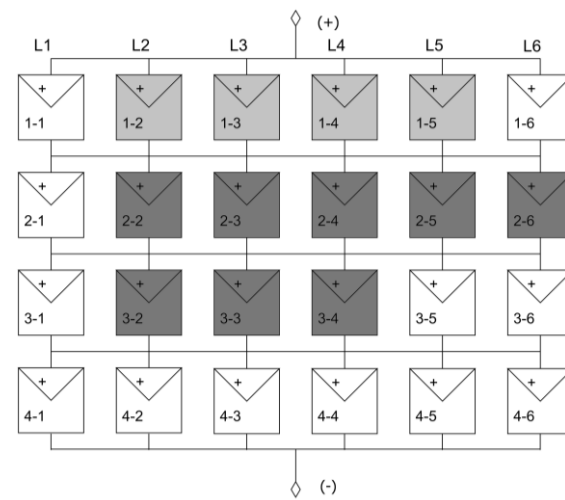 (+)
L1 L2 L3 L4 L5 L6
+ + + + + +
1-1 1-2 1-3 1-4 1-5 1-6
+ + + + + +
2-1 2-2 2-3 2-4 2-5 2-6
+ + + + + +
3-1 3-2 3-3 3-4 3-5 3-6
+ + + + + +
4-1 4-2 4-3 4-4 4-5 4-6
(-)